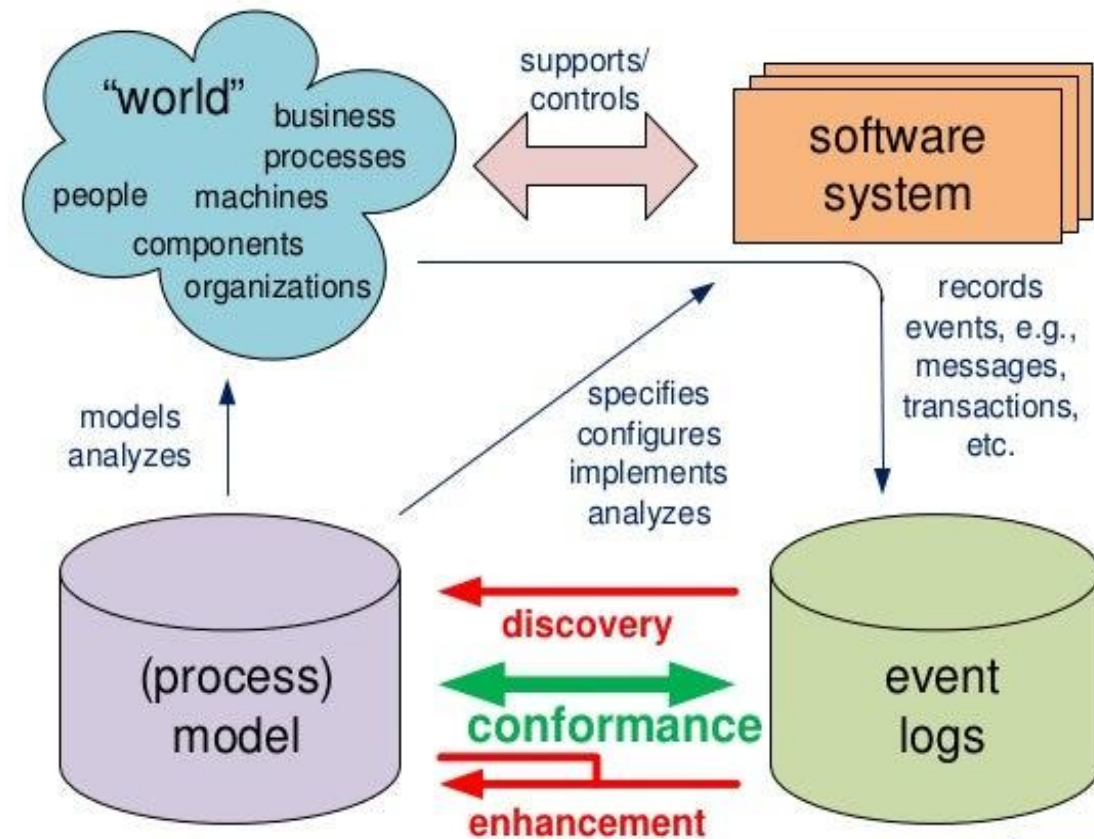 “world”
business
processes
people
machines
components
organizations
supports/
controls
software
system
records
events, e.g.,
messages,
transactions,
etc.
models
analyzes
specifies
configures
implements
analyzes
discovery
(process)
model
conformance
event
logs
enhancement